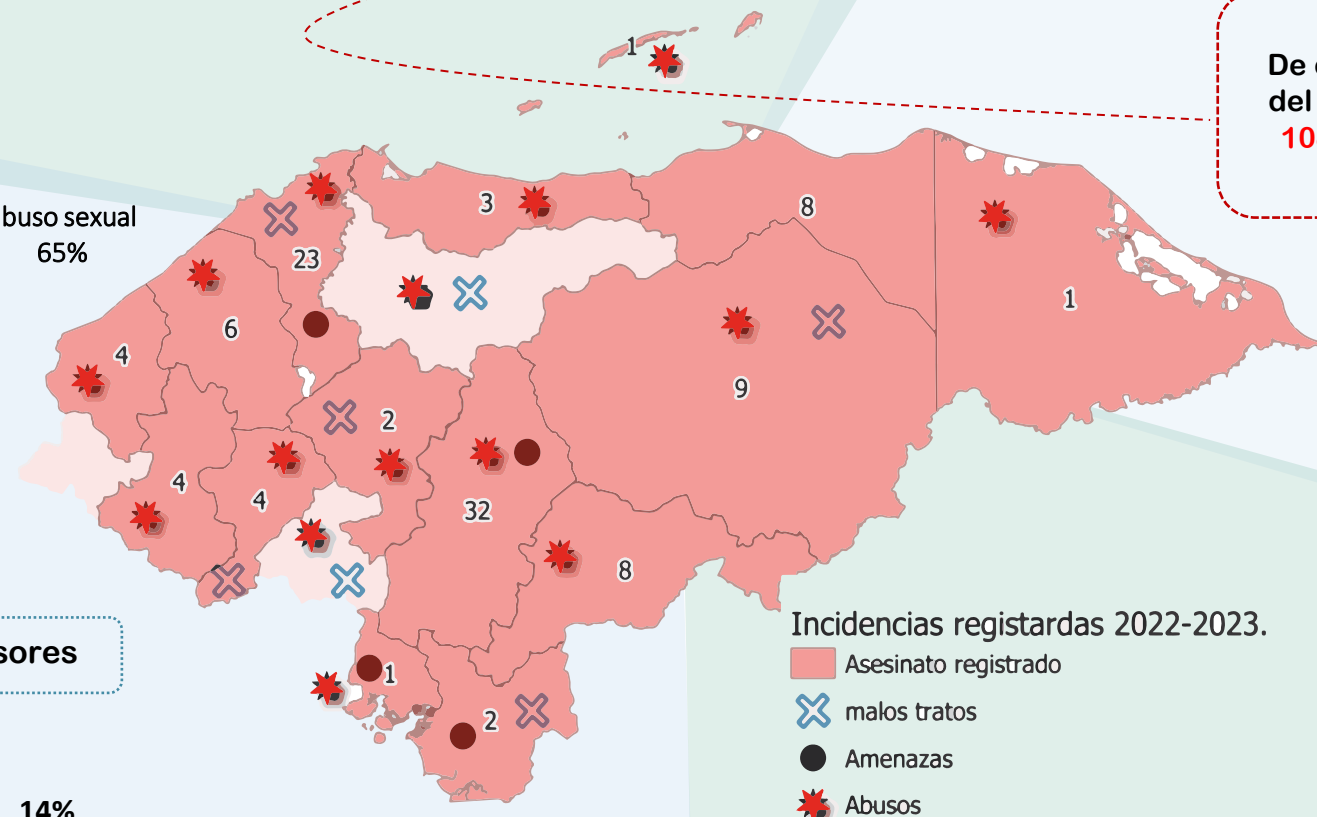 1
De
del
10
buso sexual
65%
3
8
23
1
6
4
9
2
4
4
32
8
sores
1
2
14%
Incidencias registardas 2022-2023.
Asesinato registrado
malos tratos
Amenazas
Abusos